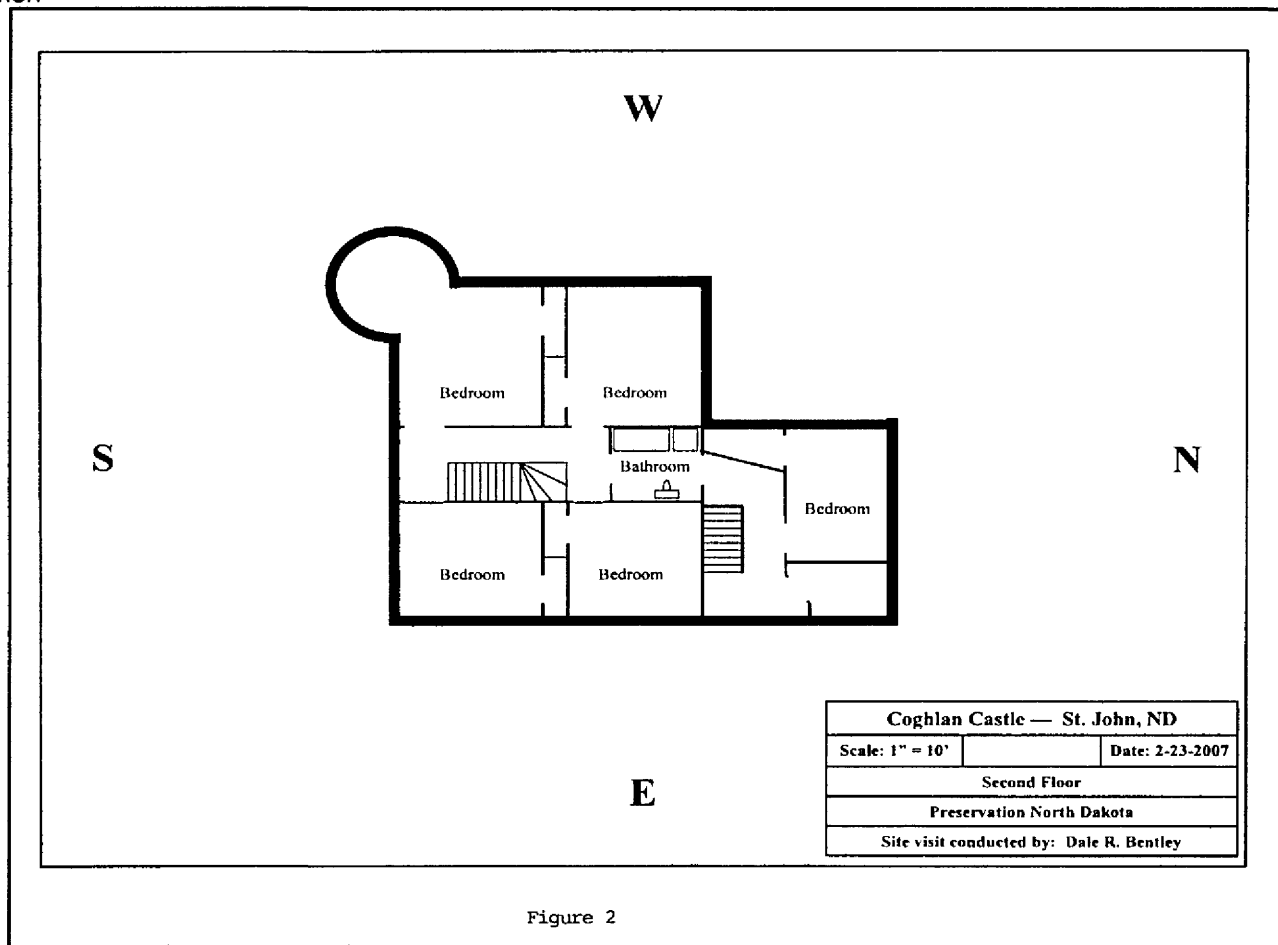 W
Bedroom
Bedroom
S
Bathroom
N
Bedroom
Bedroom
Bedroom
E
Coghlan Castle — St. John, ND
Scale: 1" = 10' Date: 2-23-2007
Second Floor
Preservation North Dakota
Site visit conducted by: Dale R. Bentley
Figure 2